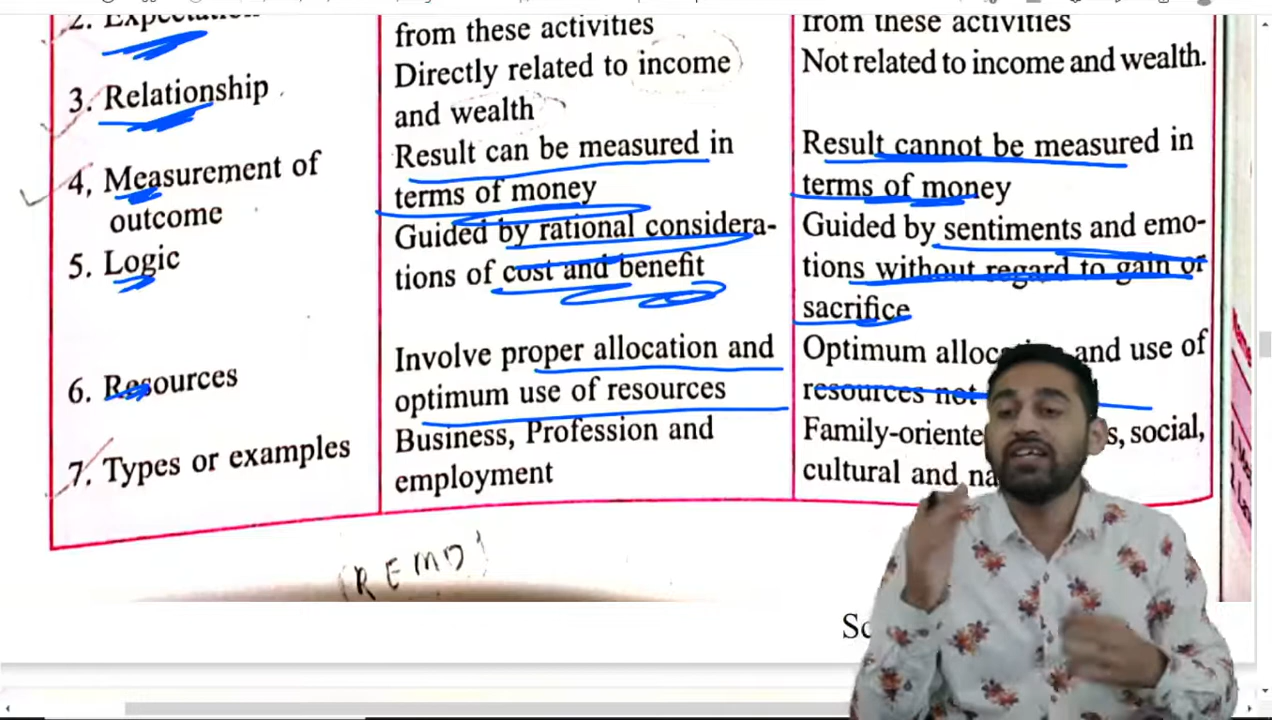 2. Expectation
from these activities
from these activities
3. Relationship
Directly related to income
and wealth
Not related to income and wealth.
4, Measurement of
outcome
Result can be measured in
terms of money
Result cannot be measured in
terms of money
5. Logic
Guided by rational considera-
tions of cost and benefit
Guided by sentiments and emo-
tions without regard to gain or
sacrifice
6. Resources
Involve proper allocation and
optimum use of resources
Optimum and use of
resources not
7. Types or examples
Business, Profession and
employment
Family-oriente social,
cultural and na
(REMD)